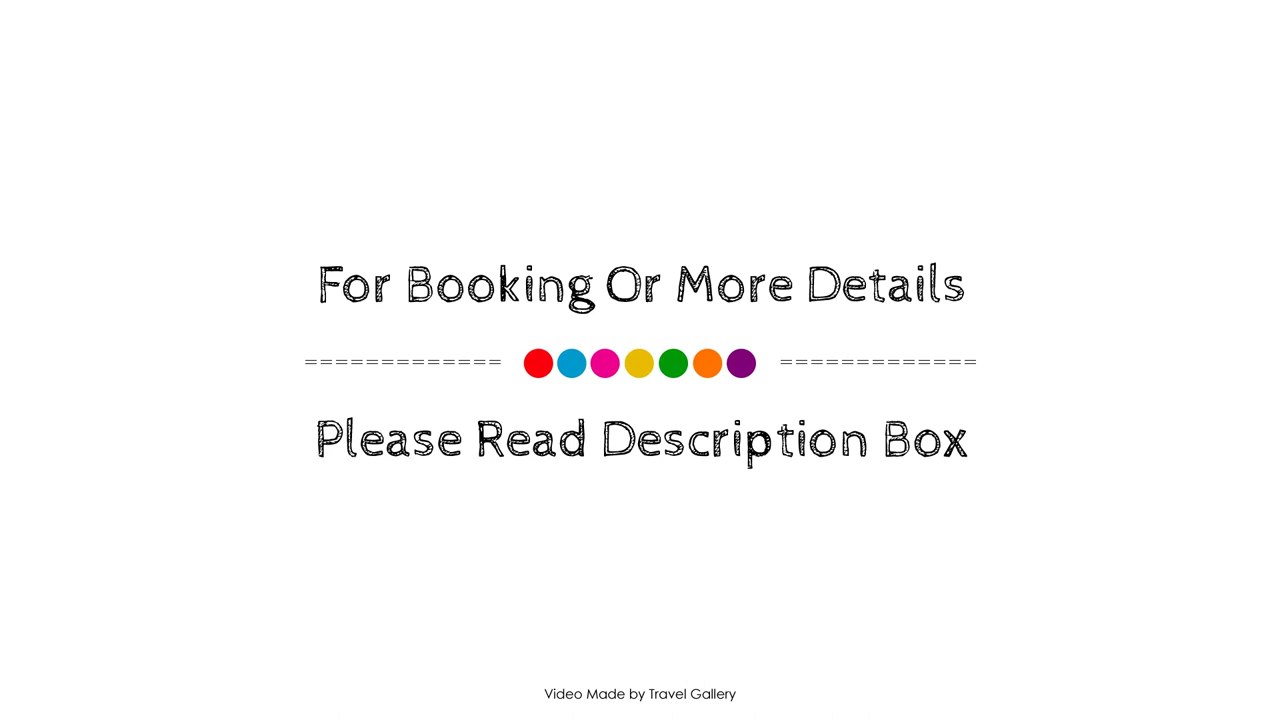 For Booking Or More Details
============= =============
Please Read Description Box
Video Made by Travel Gallery